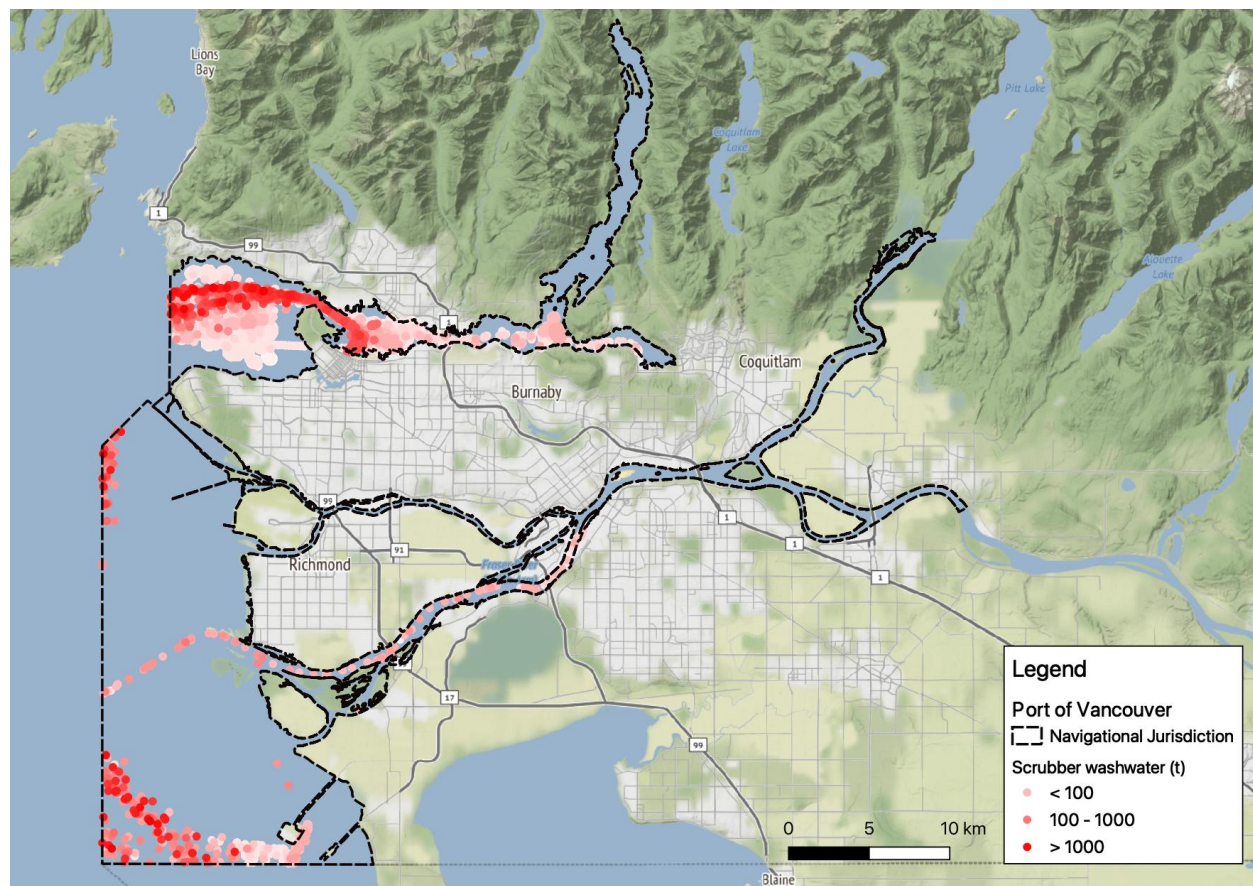 Lions
Bay
Pitt Lake
Coquitlam
Lake
1
99
Alouette
Lake
1
Coquitlam
Burnaby
99
1
91
1
Richmond
1
17
99
Blaine
Legend
Port of Vancouver
Navigational Jurisdiction
Scrubber washwater (t)
< 100
100 - 1000
> 1000
0 5 10 km